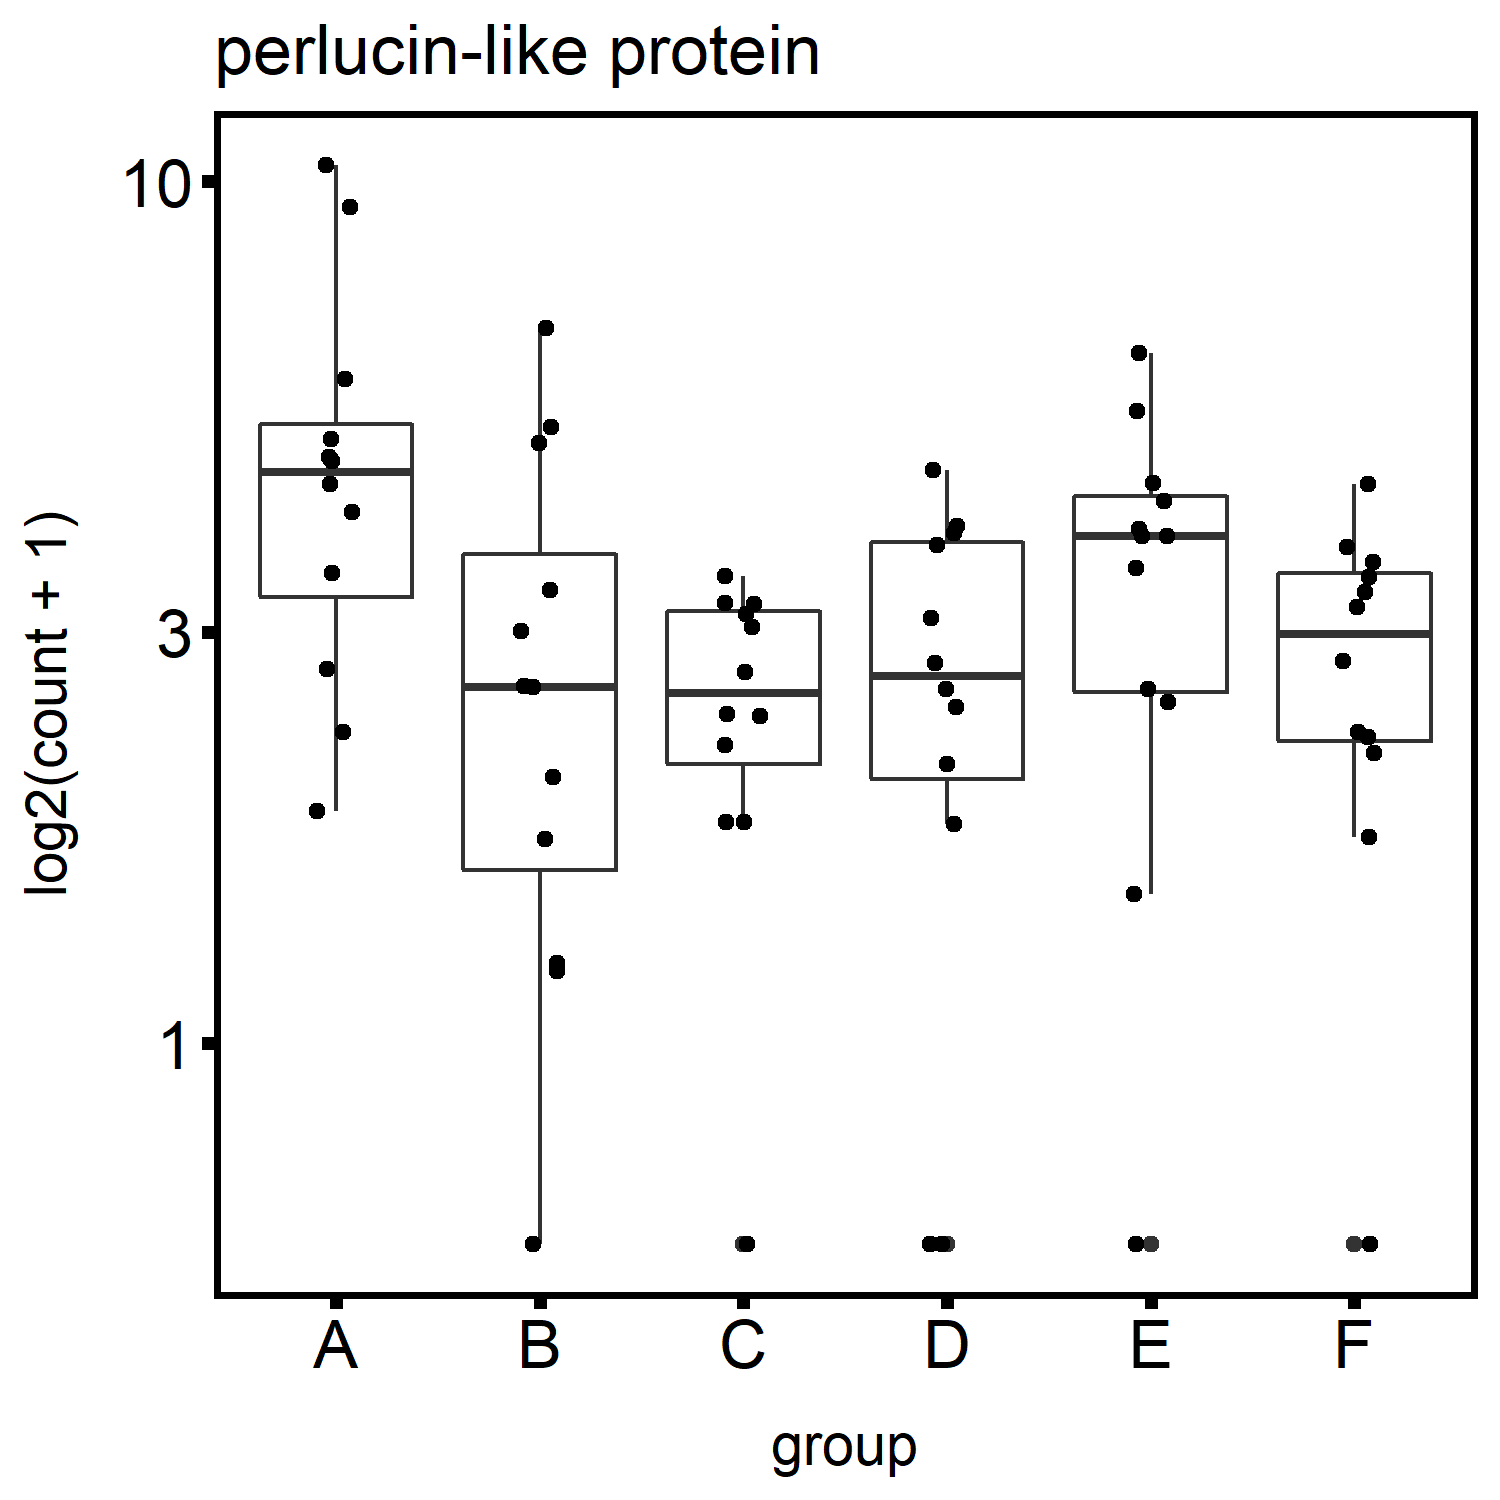 perlucin-like protein
10
3
1
log2(count + 1)
A B C D E F
group